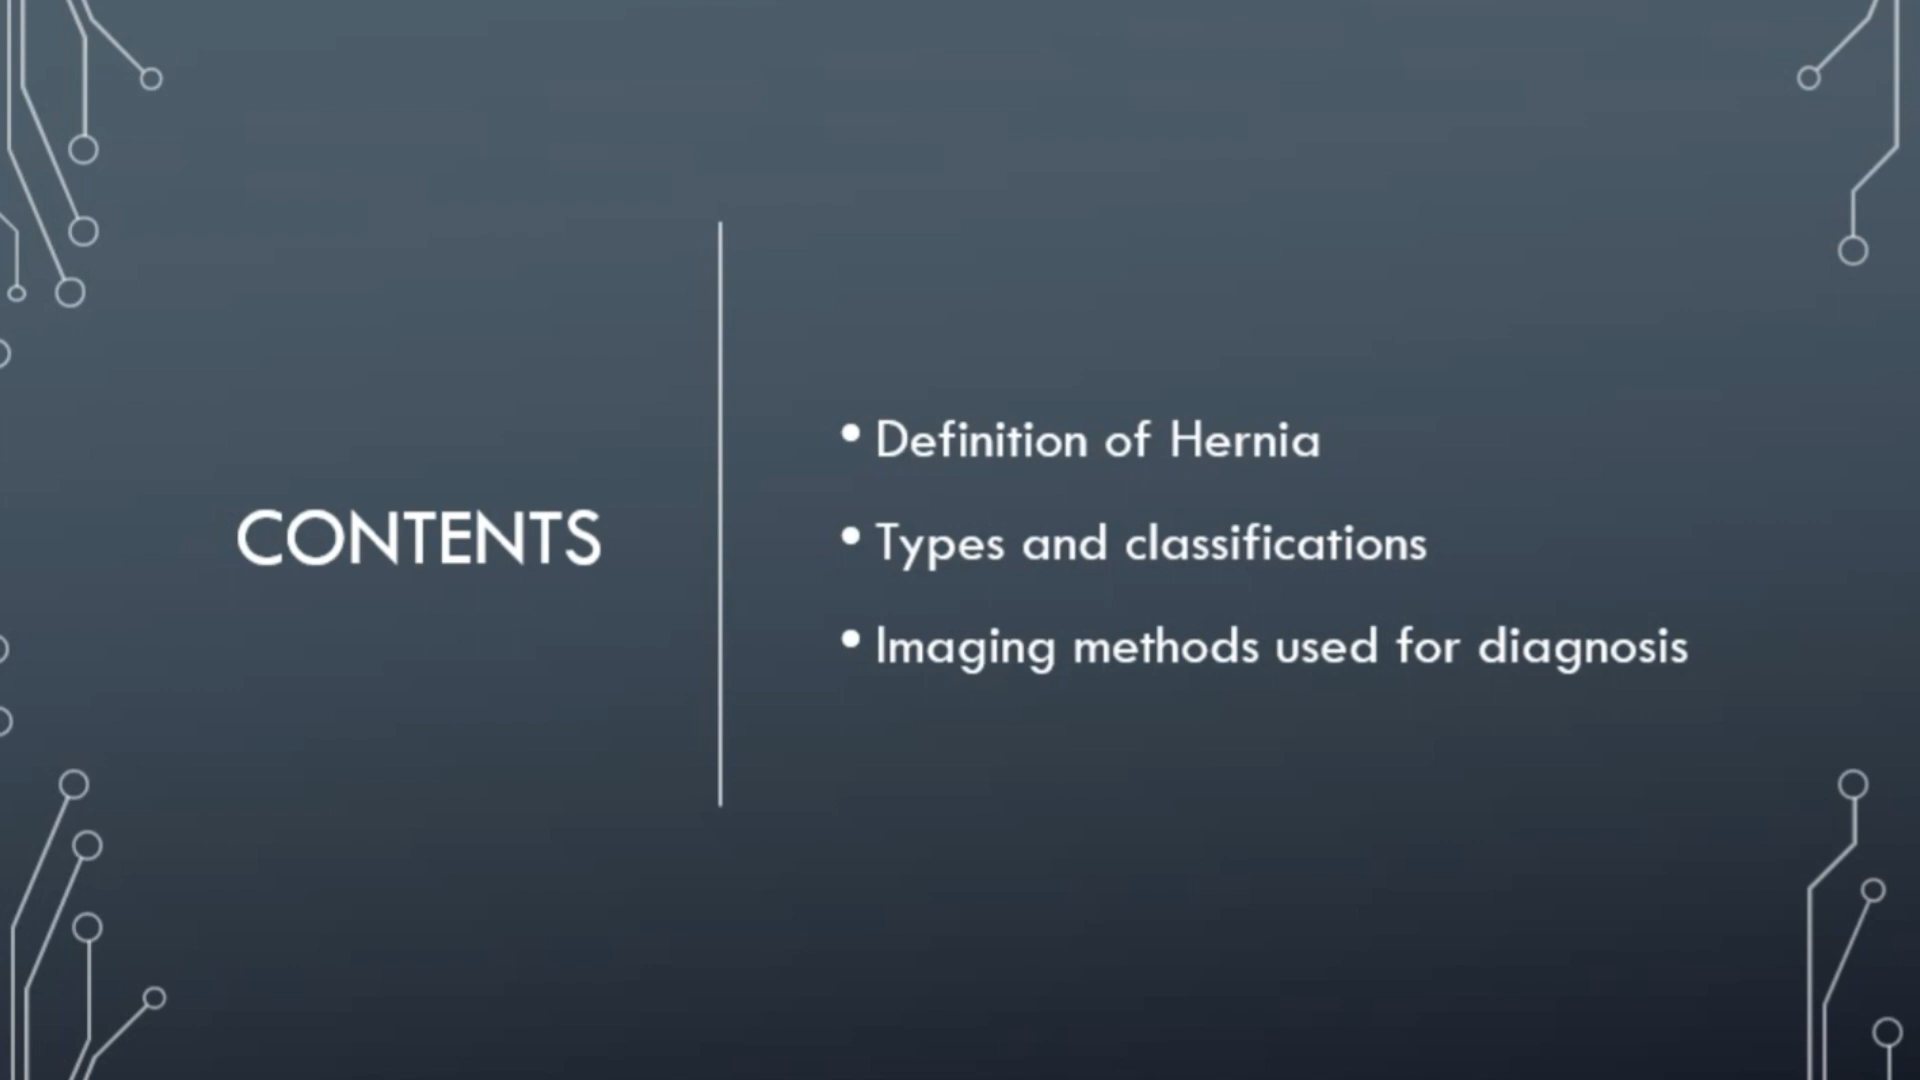 CONTENTS
• Definition of Hernia
• Types and classifications
• Imaging methods used for diagnosis